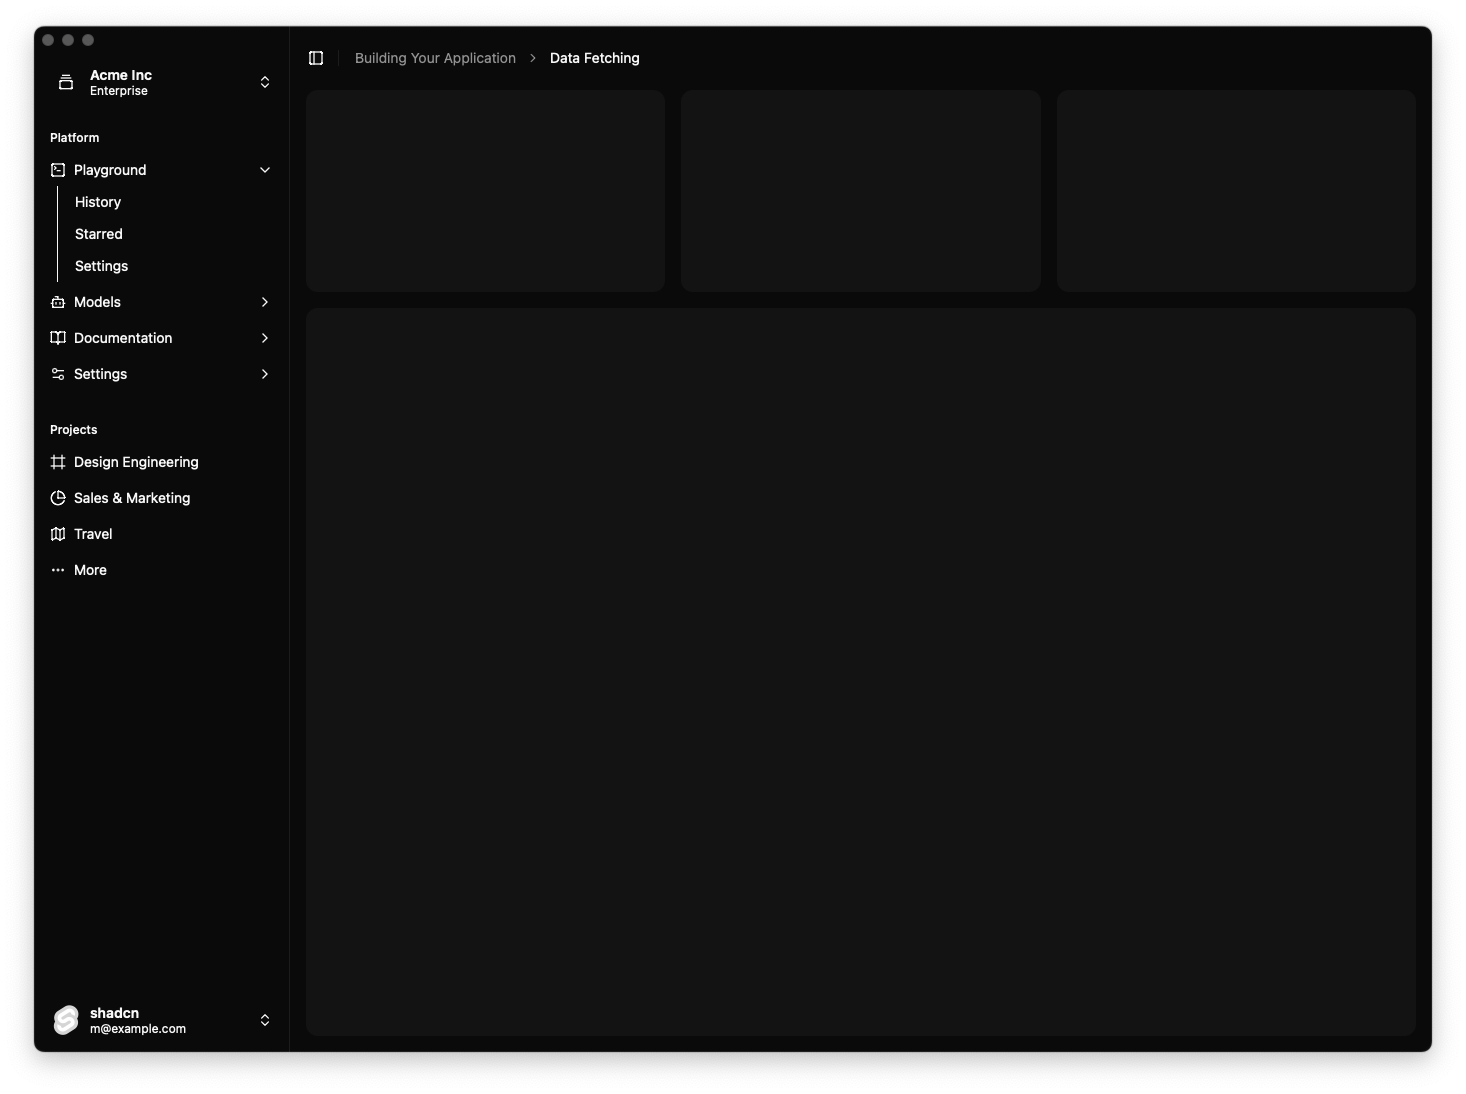 Acme Inc
Enterprise
Platform
Playground
History
Starred
Settings
Models
Documentation
Settings
Projects
Design Engineering
Sales & Marketing
Travel
More
shadcn
m@example.com
Building Your Application > Data Fetching